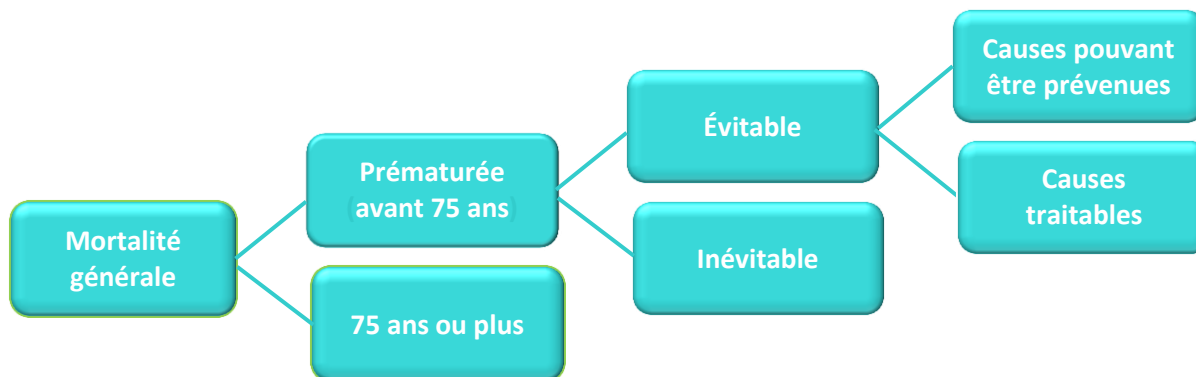 Mortalité
générale
Prématurée
(avant 75 ans)
75 ans ou plus
Évitable
Inévitable
Causes pouvant
être prévenues
Causes
traitables